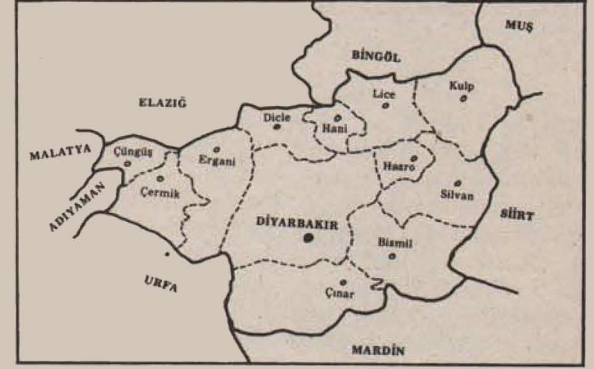 MUŞ
BİNGÖL
Kulp
Lice
ELAZIĞ
Dicle
Hani
MALATYA
Çüngüş
Ergani
Hazro
ADIYAMAN
Çermik
Silvan
SİİRT
DİYARBAKIR
Bismil
URFA
Çınar
MARDİN